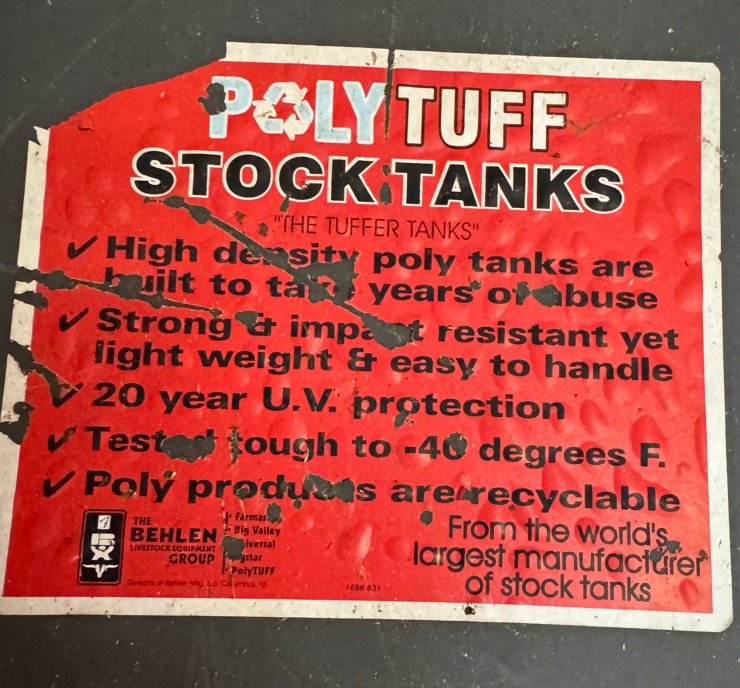 POLY TUFF
STOCK TANKS
"THE TUFFER TANKS"
✓ High density poly tanks are
built to take years of abuse
✓ Strong & impact resistant yet
light weight & easy to handle
✓ 20 year U.V. protection
✓ Tested tough to -40 degrees F.
✓ Poly products are recyclable
THE
BEHLEN
LIVESTOCK EQUIPMENT
GROUP
Big Valley
PolyTUFF
From the world's
largest manufacturer
of stock tanks